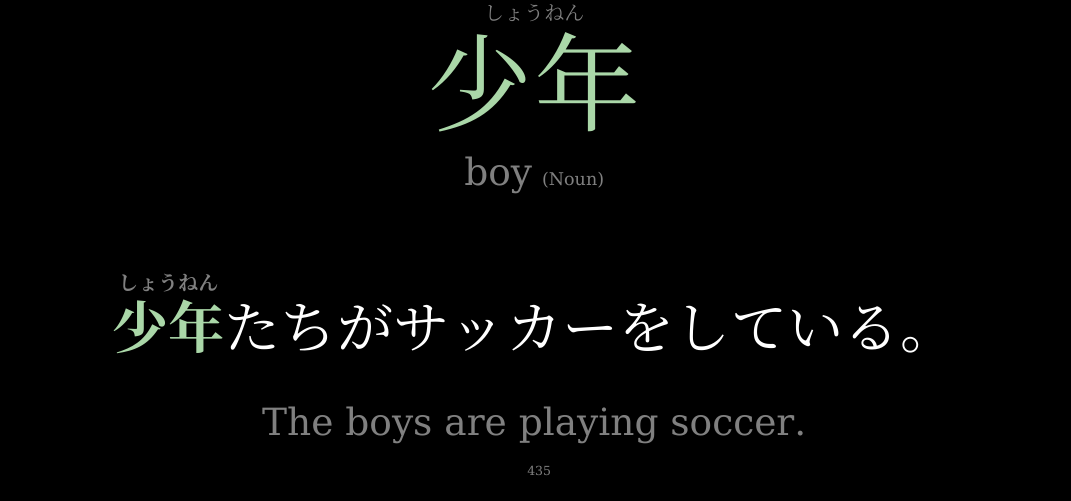 しょうねん
少年
boy (Noun)
しょうねん
少年たちがサッカーをしている。
The boys are playing soccer.
435